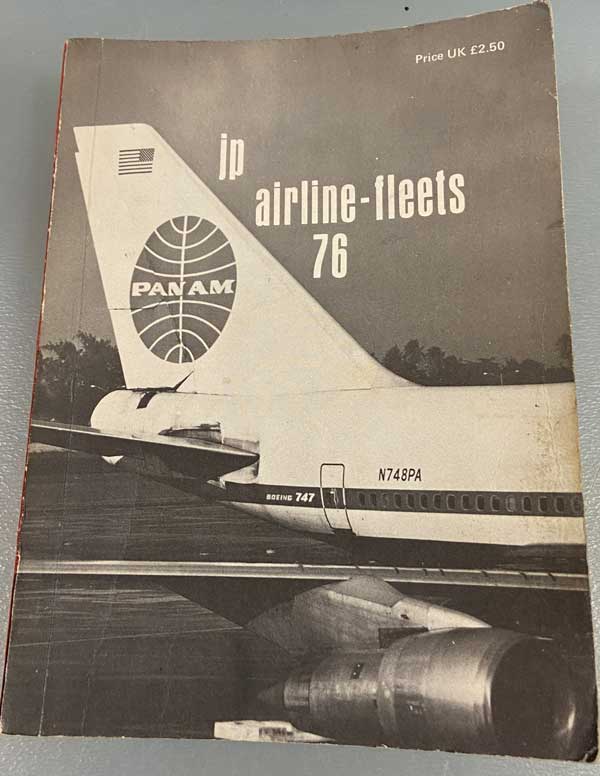 Price UK £2.50
jp
airline-fleets
76
PAN AM
N748PA
BOEING 747